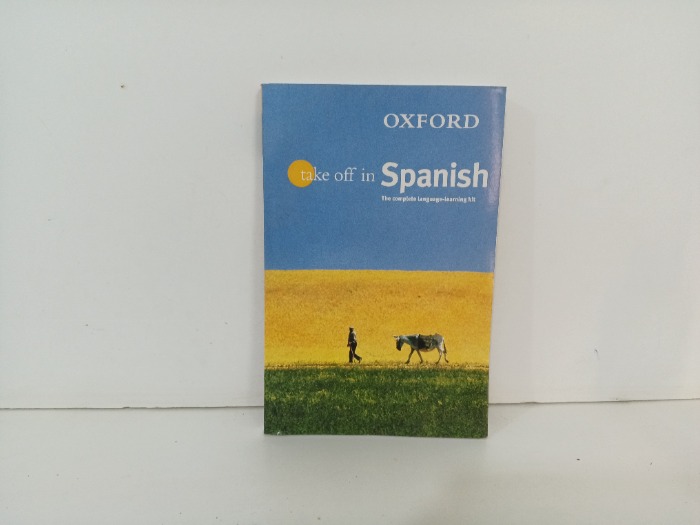 OXFORD
take off in Spanish
The complete language-learning kit